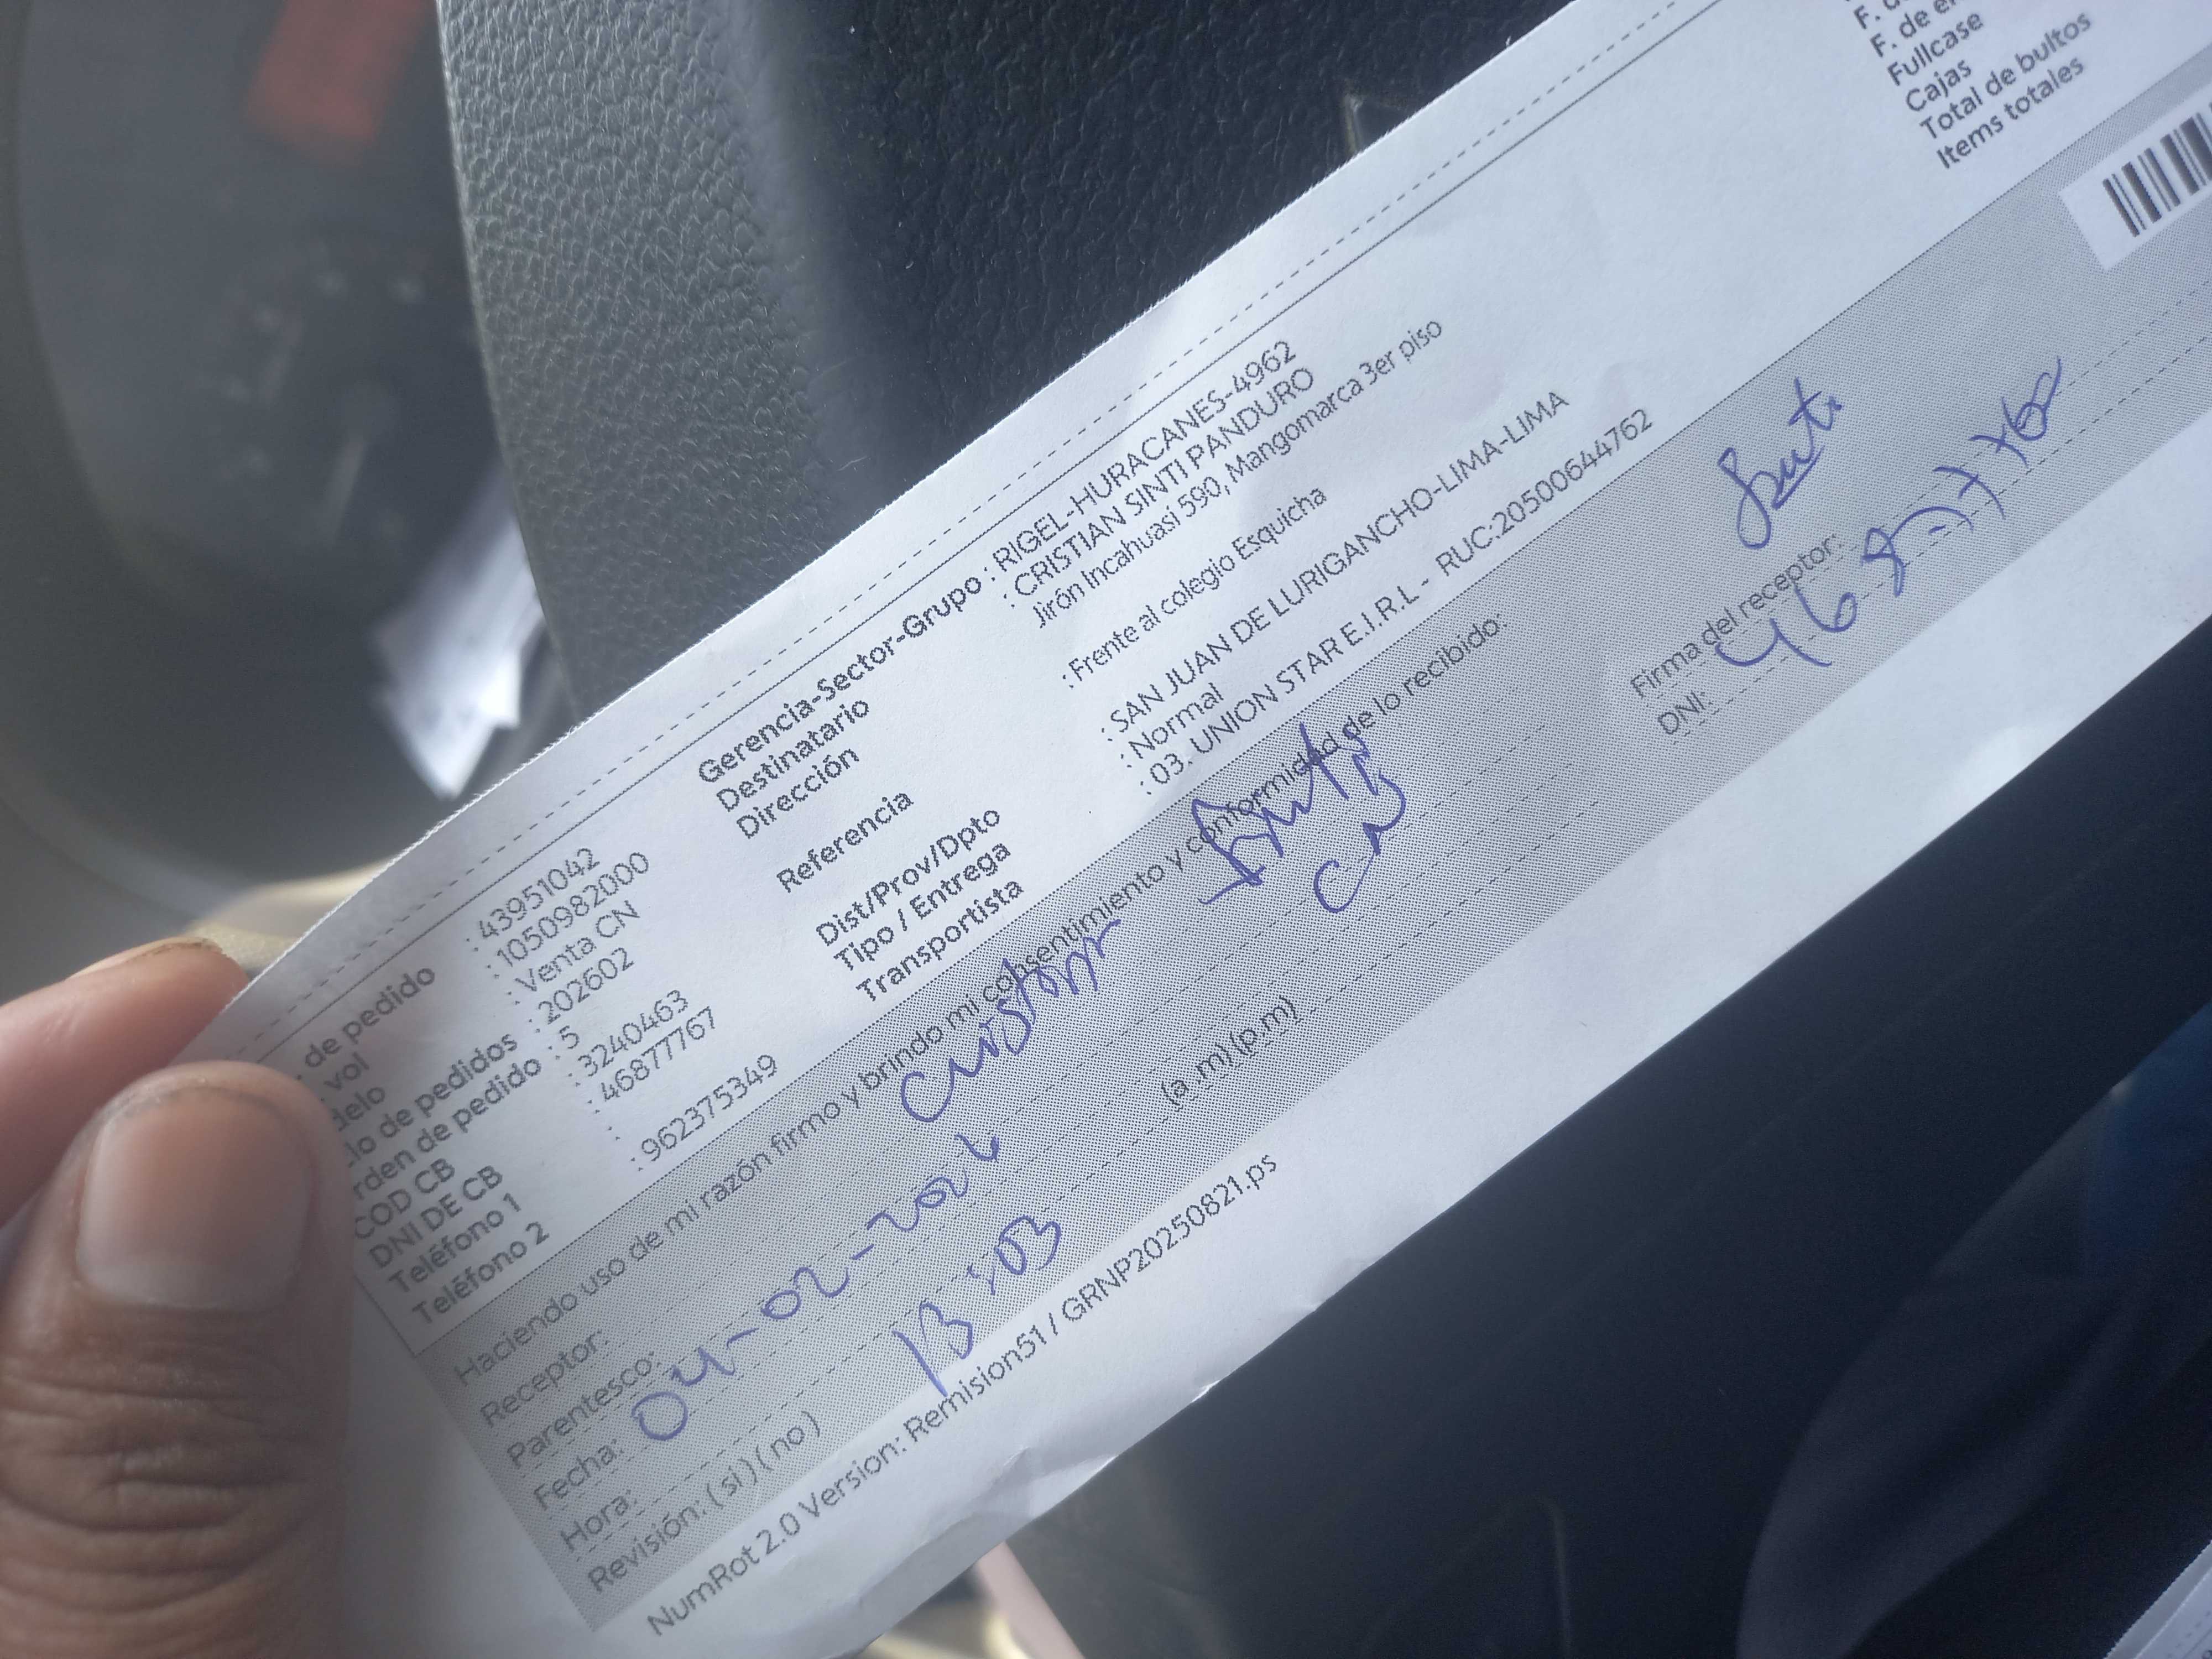 de pedido : 43951042
vol : 1050982000
delo : Venta CN
lo de pedidos : 202602
rden de pedido : 5
COD CB : 3240463
DNI DE CB : 46877767
Teléfono 1 :
Teléfono 2 : 962375349
Gerencia-Sector-Grupo : RIGEL-HURACANES-4962
Destinatario : CRISTIAN SINTI PANDURO
Dirección Jirón Incahuasi 590, Mangomarca 3er piso
Referencia : Frente al colegio Esquicha
Dist/Prov/Dpto : SAN JUAN DE LURIGANCHO-LIMA-LIMA
Tipo / Entrega : Normal
Transportista : 03. UNION STAR E.I.R.L - RUC:20500644762
F. de
Fullcase
Cajas
Total de bultos
Items totales
Haciendo uso de mi razón firmo y brindo mi consentimiento y conformidad de lo recibido:
Receptor:
Parentesco: CN
Fecha: 04-02-2026
Hora: 13:03 (a .m) (p.m)
Revisión: ( si ) ( no )
Firma del receptor:
DNI:
NumRot 2.0 Version: Remision51 / GRNP20250821.ps